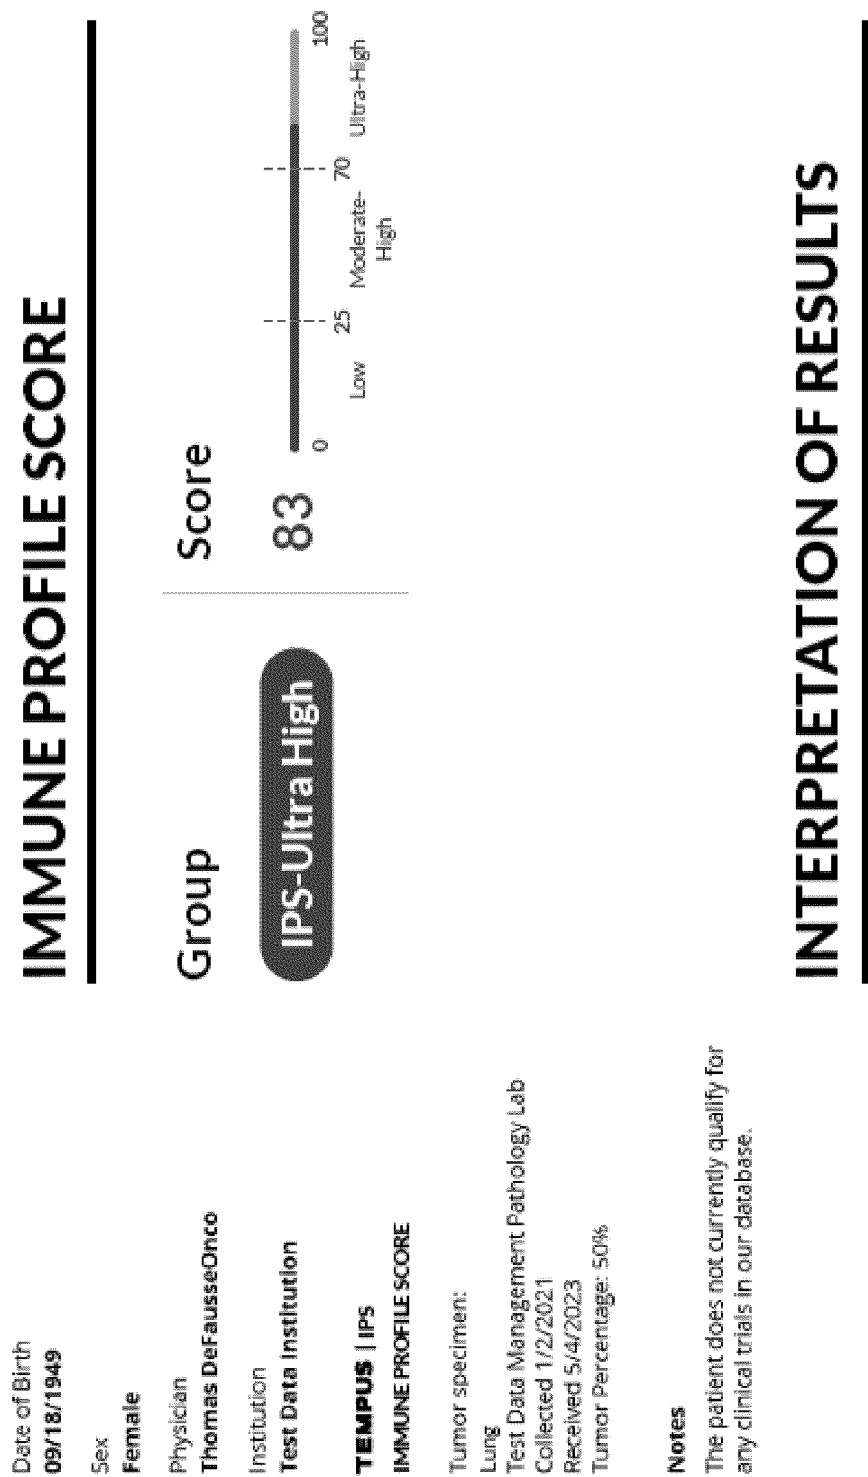 Date of Birth
09/18/1949
Sex
Female
Physician
Thomas DeFausseOnco
Institution
Test Data Institution
TEMPUS | IPS
IMMUNE PROFILE SCORE
Tumor specimen:
Lung
Test Data Management Pathology Lab
Collected 1/2/2021
Received 5/4/2023
Tumor Percentage: 50%
Notes
The patient does not currently qualify for
any clinical trials in our database.
IMMUNE PROFILE SCORE
Group
IPS-Ultra High
Score
83
0
25
70
100
Low
Moderate-
High
Ultra-High
INTERPRETATION OF RESULTS